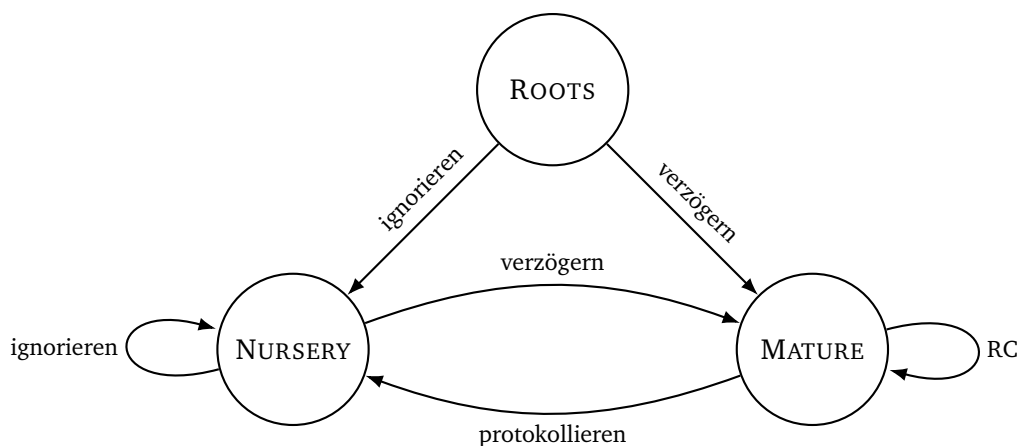 ROOTS
ignorieren
verzögern
verzögern
ignorieren
NURSERY
MATURE
RC
protokollieren